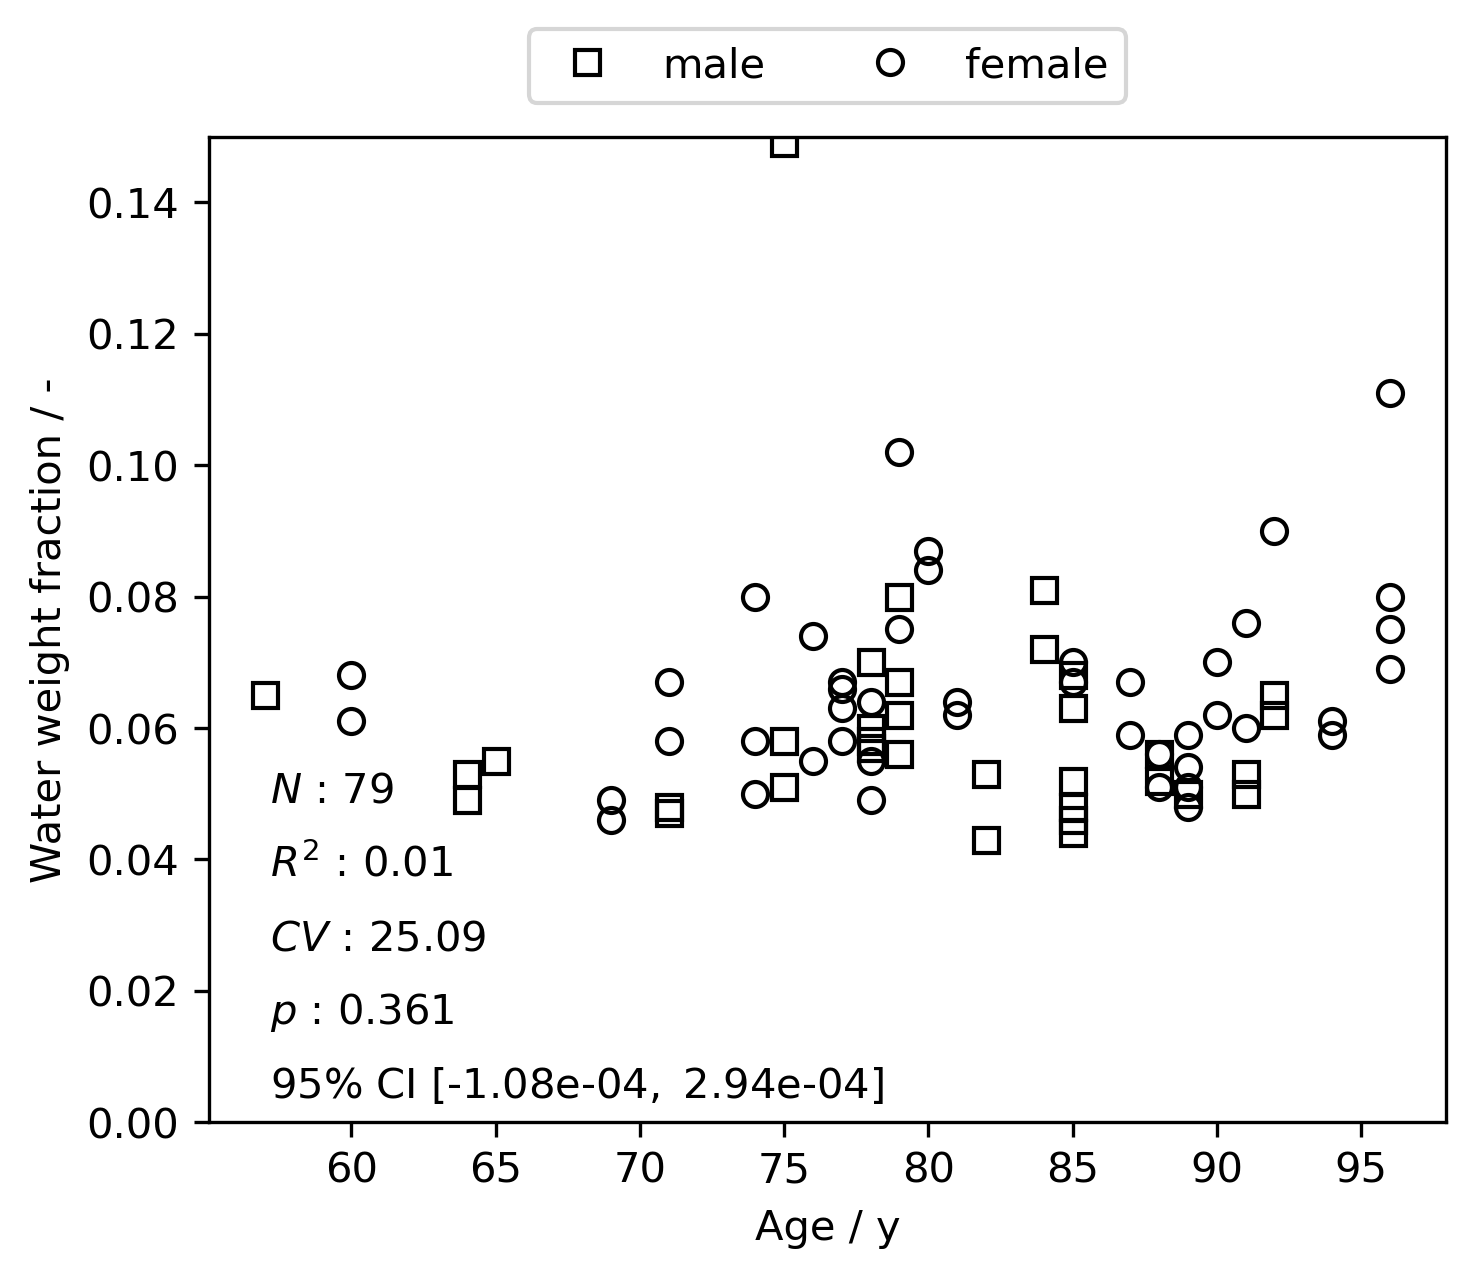 male female
Water weight fraction / -
0.14
0.12
0.10
0.08
0.06
0.04
0.02
0.00
N : 79
R² : 0.01
CV : 25.09
p : 0.361
95% CI [-1.08e-04, 2.94e-04]
60 65 70 75 80 85 90 95
Age / y